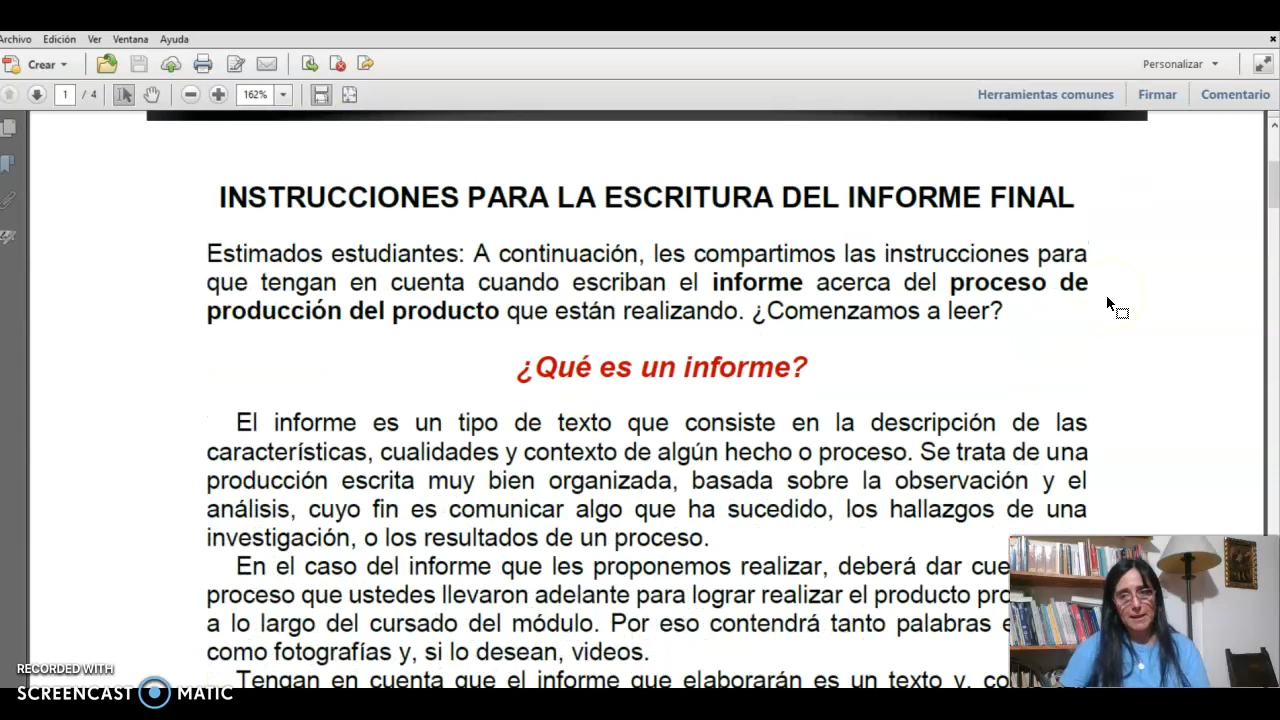 Archivo Edición Ver Ventana Ayuda
Crear
Personalizar
1 / 4 162% Herramientas comunes Firmar Comentario
INSTRUCCIONES PARA LA ESCRITURA DEL INFORME FINAL
Estimados estudiantes: A continuación, les compartimos las instrucciones para
que tengan en cuenta cuando escriban el informe acerca del proceso de
producción del producto que están realizando. ¿Comenzamos a leer?
¿Qué es un informe?
El informe es un tipo de texto que consiste en la descripción de las
características, cualidades y contexto de algún hecho o proceso. Se trata de una
producción escrita muy bien organizada, basada sobre la observación y el
análisis, cuyo fin es comunicar algo que ha sucedido, los hallazgos de una
investigación, o los resultados de un proceso.
En el caso del informe que les proponemos realizar, deberá dar cue
proceso que ustedes llevaron adelante para lograr realizar el producto pro
a lo largo del cursado del módulo. Por eso contendrá tanto palabras e
como fotografías y, si lo desean, videos.
Tengan en cuenta que el informe que elaborarán es un texto y, co
RECORDED WITH
SCREENCAST MATIC